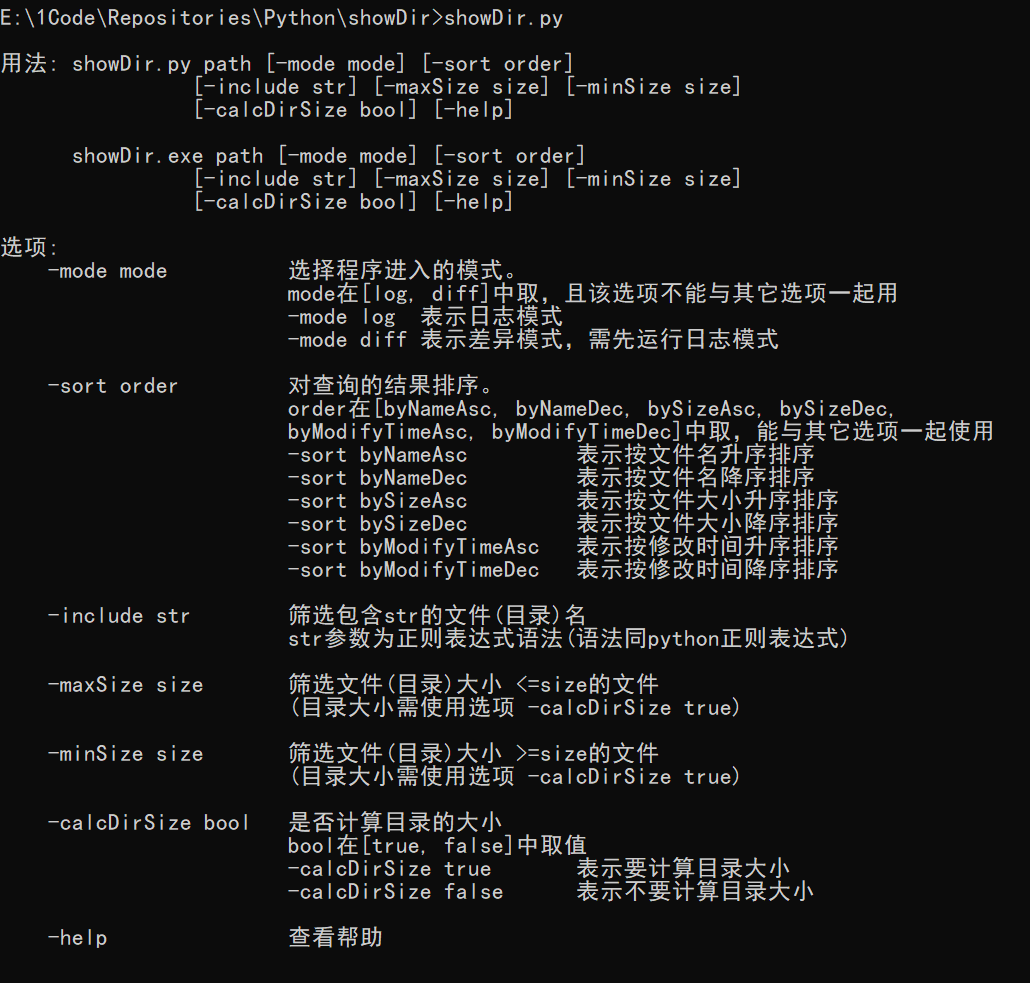 E:\1Code\Repositories\Python\showDir>showDir.py
用法: showDir.py path [-mode mode] [-sort order]
[-include str] [-maxSize size] [-minSize size]
[-calcDirSize bool] [-help]
showDir.exe path [-mode mode] [-sort order]
[-include str] [-maxSize size] [-minSize size]
[-calcDirSize bool] [-help]
选项:
-mode mode 选择程序进入的模式。
mode在[log, diff]中取，且该选项不能与其它选项一起用
-mode log 表示日志模式
-mode diff 表示差异模式，需先运行日志模式
-sort order 对查询的结果排序。
order在[byNameAsc, byNameDec, bySizeAsc, bySizeDec,
byModifyTimeAsc, byModifyTimeDec]中取，能与其它选项一起使用
-sort byNameAsc 表示按文件名升序排序
-sort byNameDec 表示按文件名降序排序
-sort bySizeAsc 表示按文件大小升序排序
-sort bySizeDec 表示按文件大小降序排序
-sort byModifyTimeAsc 表示按修改时间升序排序
-sort byModifyTimeDec 表示按修改时间降序排序
-include str 筛选包含str的文件(目录)名
str参数为正则表达式语法(语法同python正则表达式)
-maxSize size 筛选文件(目录)大小 <=size的文件
(目录大小需使用选项 -calcDirSize true)
-minSize size 筛选文件(目录)大小 >=size的文件
(目录大小需使用选项 -calcDirSize true)
-calcDirSize bool 是否计算目录的大小
bool在[true, false]中取值
-calcDirSize true 表示要计算目录大小
-calcDirSize false 表示不要计算目录大小
-help 查看帮助